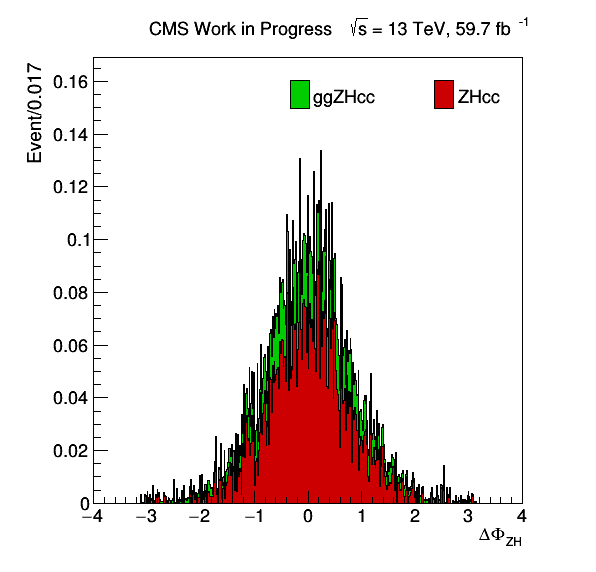 CMS Work in Progress √s = 13 TeV, 59.7 fb -1
Event/0.017
ggZHcc ZHcc
0.16
0.14
0.12
0.1
0.08
0.06
0.04
0.02
0
−4 −3 −2 −1 0 1 2 3 4
ΔΦZH